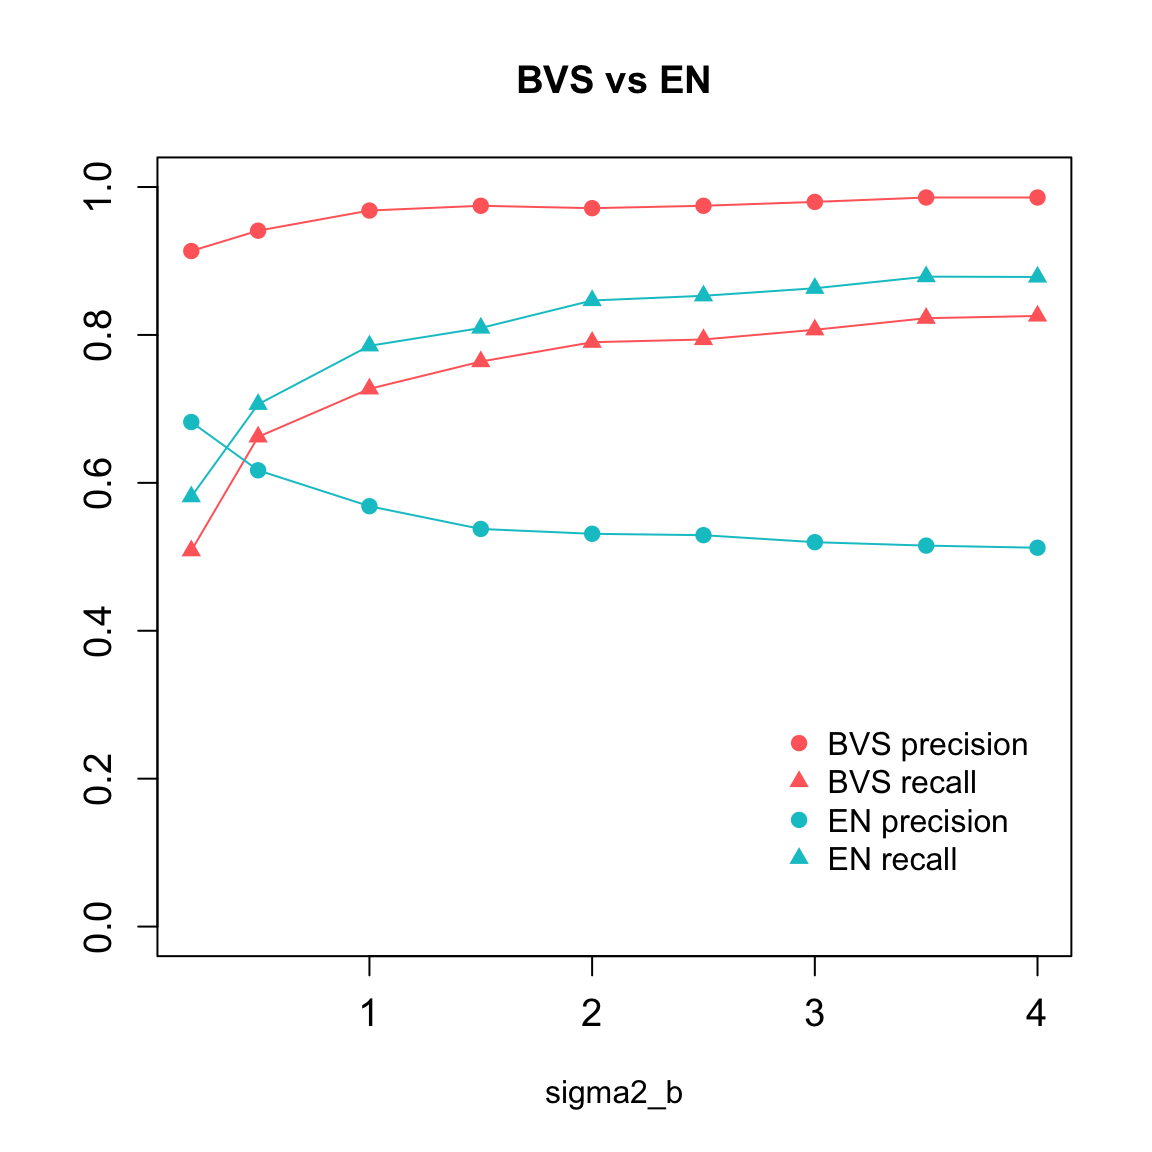 BVS vs EN
1.0
0.8
0.6
0.4
0.2
0.0
BVS precision
BVS recall
EN precision
EN recall
1 2 3 4
sigma2_b